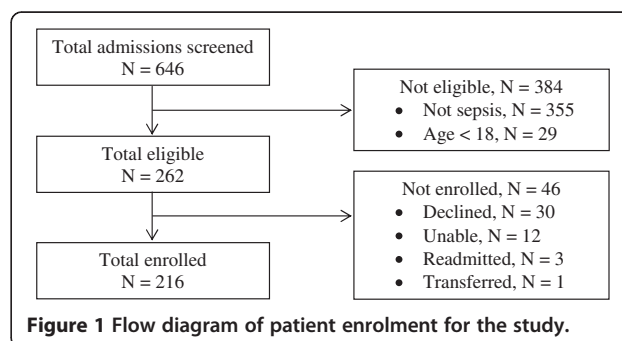 Total admissions screened
N = 646
Not eligible, N = 384
• Not sepsis, N = 355
• Age < 18, N = 29
Total eligible
N = 262
Not enrolled, N = 46
• Declined, N = 30
• Unable, N = 12
• Readmitted, N = 3
• Transferred, N = 1
Total enrolled
N = 216
Figure 1 Flow diagram of patient enrolment for the study.